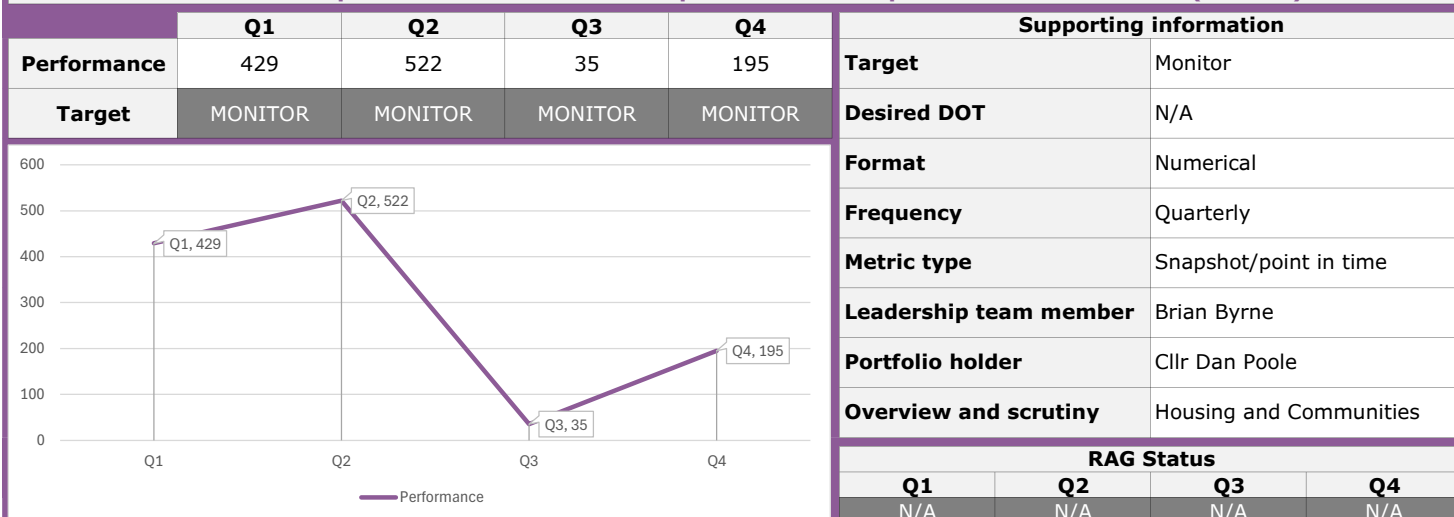 Q1 Q2 Q3 Q4
Performance 429 522 35 195
Target MONITOR MONITOR MONITOR MONITOR
600
500
400
300
200
100
0
Q1, 429
Q2, 522
Q3, 35
Q4, 195
Q1 Q2 Q3 Q4
Performance
Supporting information
Target Monitor
Desired DOT N/A
Format Numerical
Frequency Quarterly
Metric type Snapshot/point in time
Leadership team member Brian Byrne
Portfolio holder Cllr Dan Poole
Overview and scrutiny Housing and Communities
RAG Status
Q1 Q2 Q3 Q4
N/A N/A N/A N/A